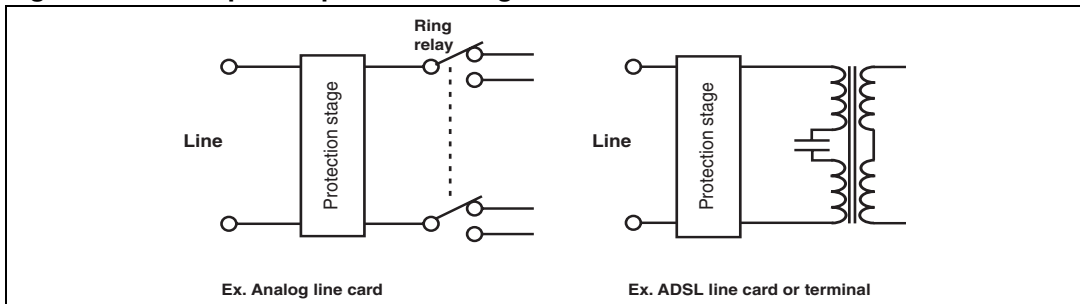 Ring
relay
Line
Protection stage
Line
Protection stage
Ex. Analog line card
Ex. ADSL line card or terminal